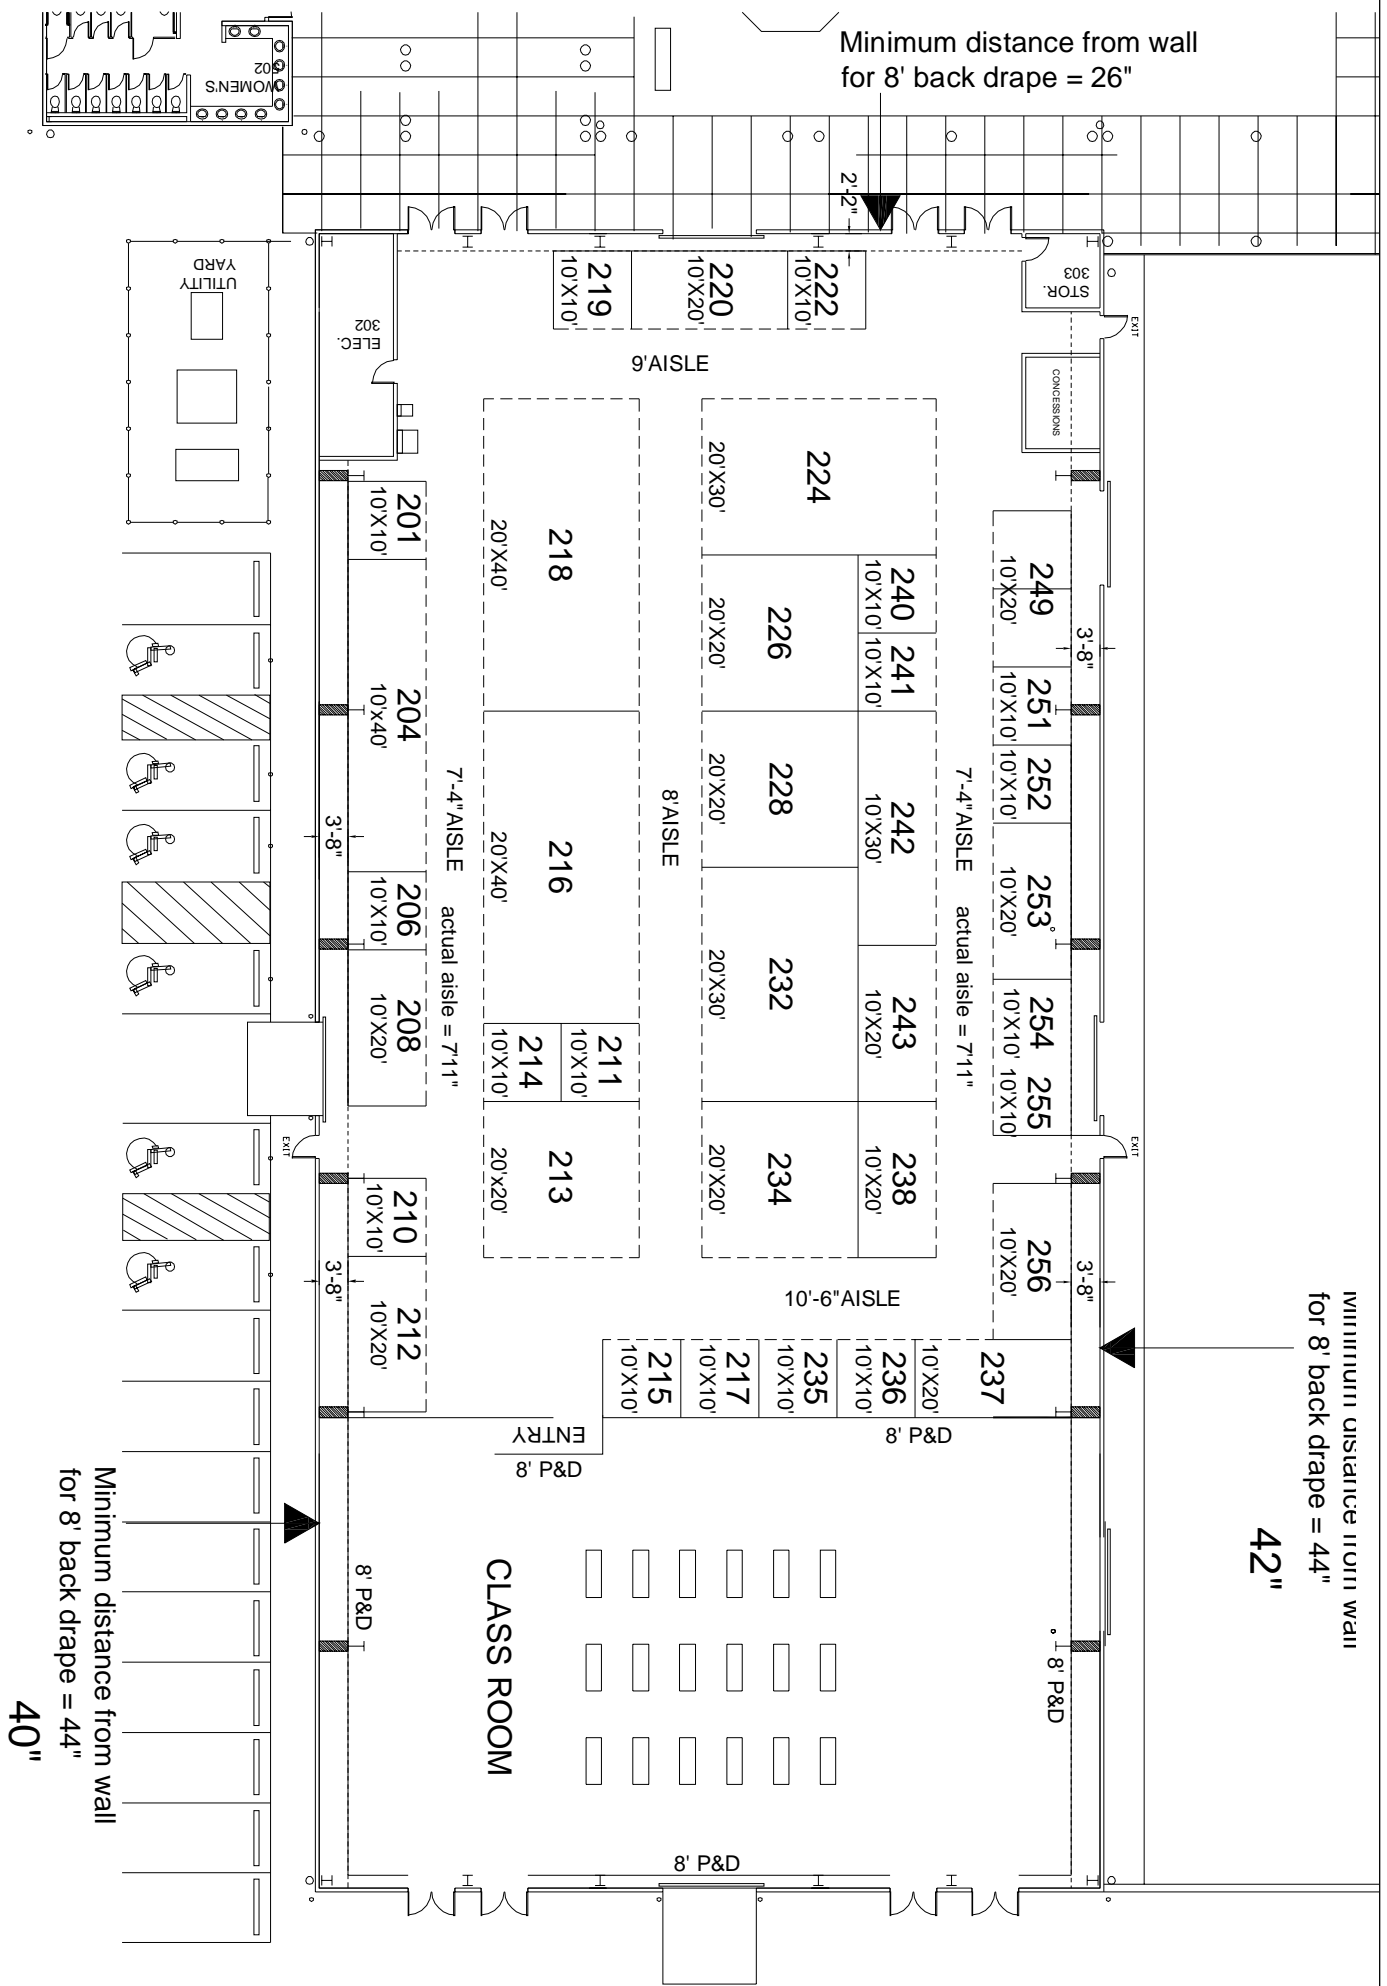 Minimum distance from wall
for 8' back drape = 26"
WOMEN'S
502
2'-2"
UTILITY
YARD
ELEC.
302
STOR.
303
EXIT
CONCESSIONS
219
10'X10'
220
10'X20'
222
10'X10'
9'AISLE
201
10'X10'
218
20'X40'
224
20'X30'
249
10'X20'
226
20'X20'
240
10'X10'
241
10'X10'
3'-8"
204
10'x40'
251
10'X10'
252
10'X10'
228
20'X20'
242
10'X30'
7'-4"AISLE
actual aisle = 7'11"
8'AISLE
7'-4"AISLE
actual aisle = 7'11"
3'-8"
216
20'X40'
206
10'X10'
253
10'X20'
232
20'X30'
208
10'X20'
243
10'X20'
254
10'X10'
255
10'X10'
214
10'X10'
211
10'X10'
EXIT
EXIT
210
10'X10'
213
20'x20'
234
20'X20'
238
10'X20'
256
10'X20'
3'-8"
3'-8"
212
10'X20'
10'-6"AISLE
215
10'X10'
217
10'X10'
235
10'X10'
236
10'X10'
237
10'X20'
ENTRY
8' P&D
8' P&D
Minimum distance from wall
for 8' back drape = 44"
42"
CLASS ROOM
8' P&D
8' P&D
8' P&D
Minimum distance from wall
for 8' back drape = 44"
40"